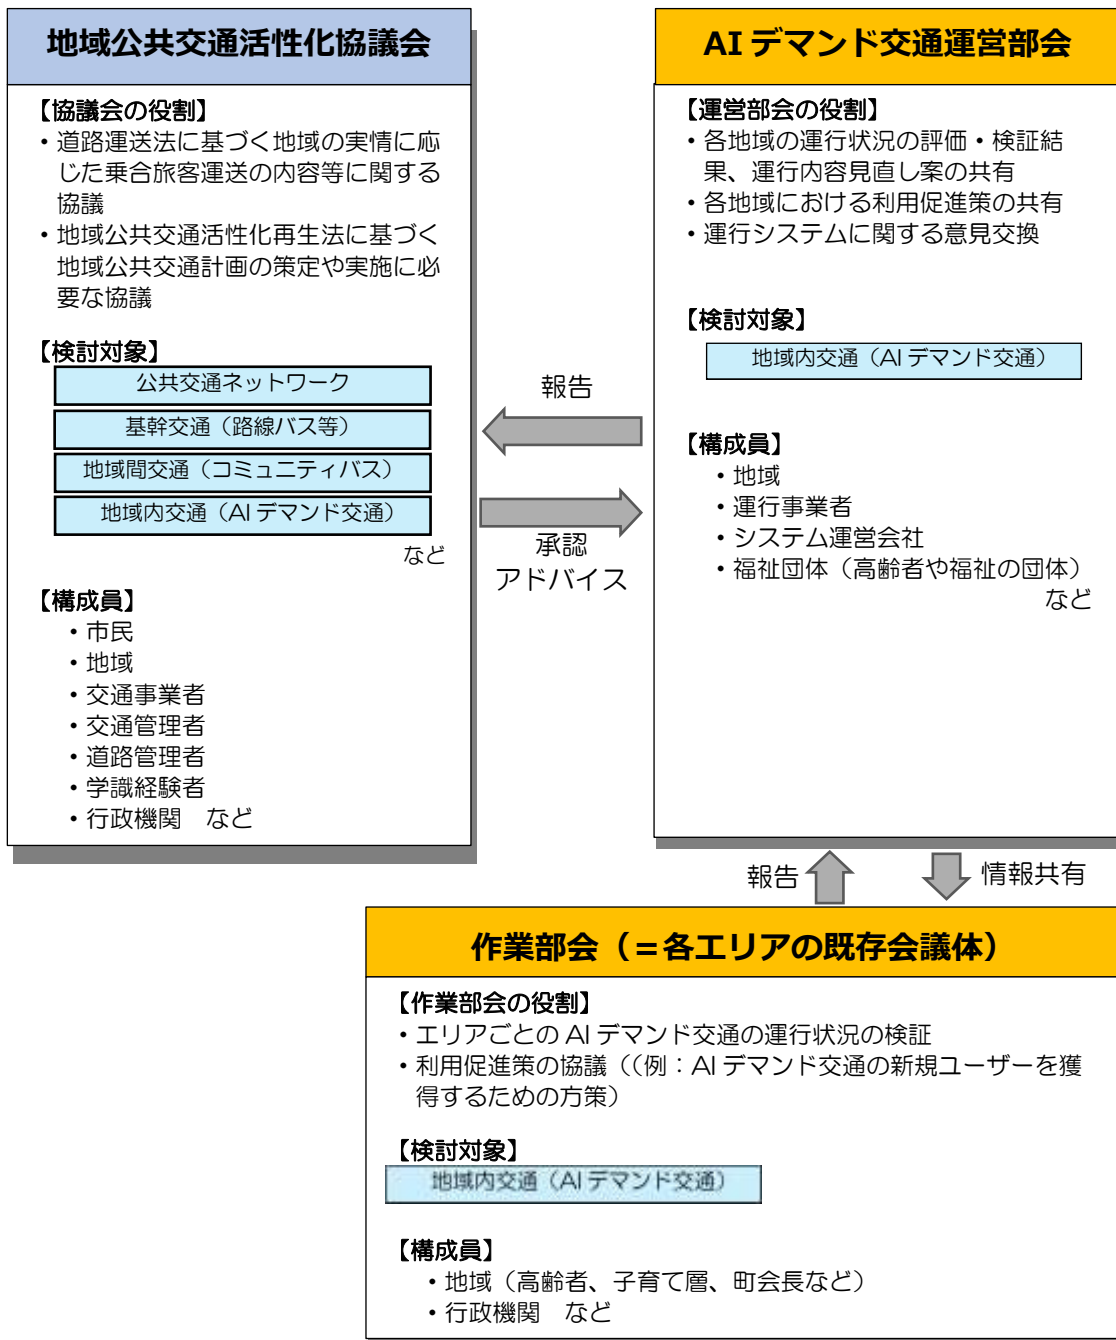 地域公共交通活性化協議会
【協議会の役割】
・道路運送法に基づく地域の実情に応
じた乗合旅客運送の内容等に関する
協議
・地域公共交通活性化再生法に基づく
地域公共交通計画の策定や実施に必
要な協議
【検討対象】
公共交通ネットワーク
基幹交通（路線バス等）
地域間交通（コミュニティバス）
地域内交通（AIデマンド交通）
など
【構成員】
・市民
・地域
・交通事業者
・交通管理者
・道路管理者
・学識経験者
・行政機関　など
報告
承認
アドバイス
AIデマンド交通運営部会
【運営部会の役割】
・各地域の運行状況の評価・検証結
果、運行内容見直し案の共有
・各地域における利用促進策の共有
・運行システムに関する意見交換
【検討対象】
地域内交通（AIデマンド交通）
【構成員】
・地域
・運行事業者
・システム運営会社
・福祉団体（高齢者や福祉の団体）
など
報告
情報共有
作業部会（＝各エリアの既存会議体）
【作業部会の役割】
・エリアごとのAIデマンド交通の運行状況の検証
・利用促進策の協議（(例：AIデマンド交通の新規ユーザーを獲
得するための方策）
【検討対象】
地域内交通（AIデマンド交通）
【構成員】
・地域（高齢者、子育て層、町会長など）
・行政機関　など